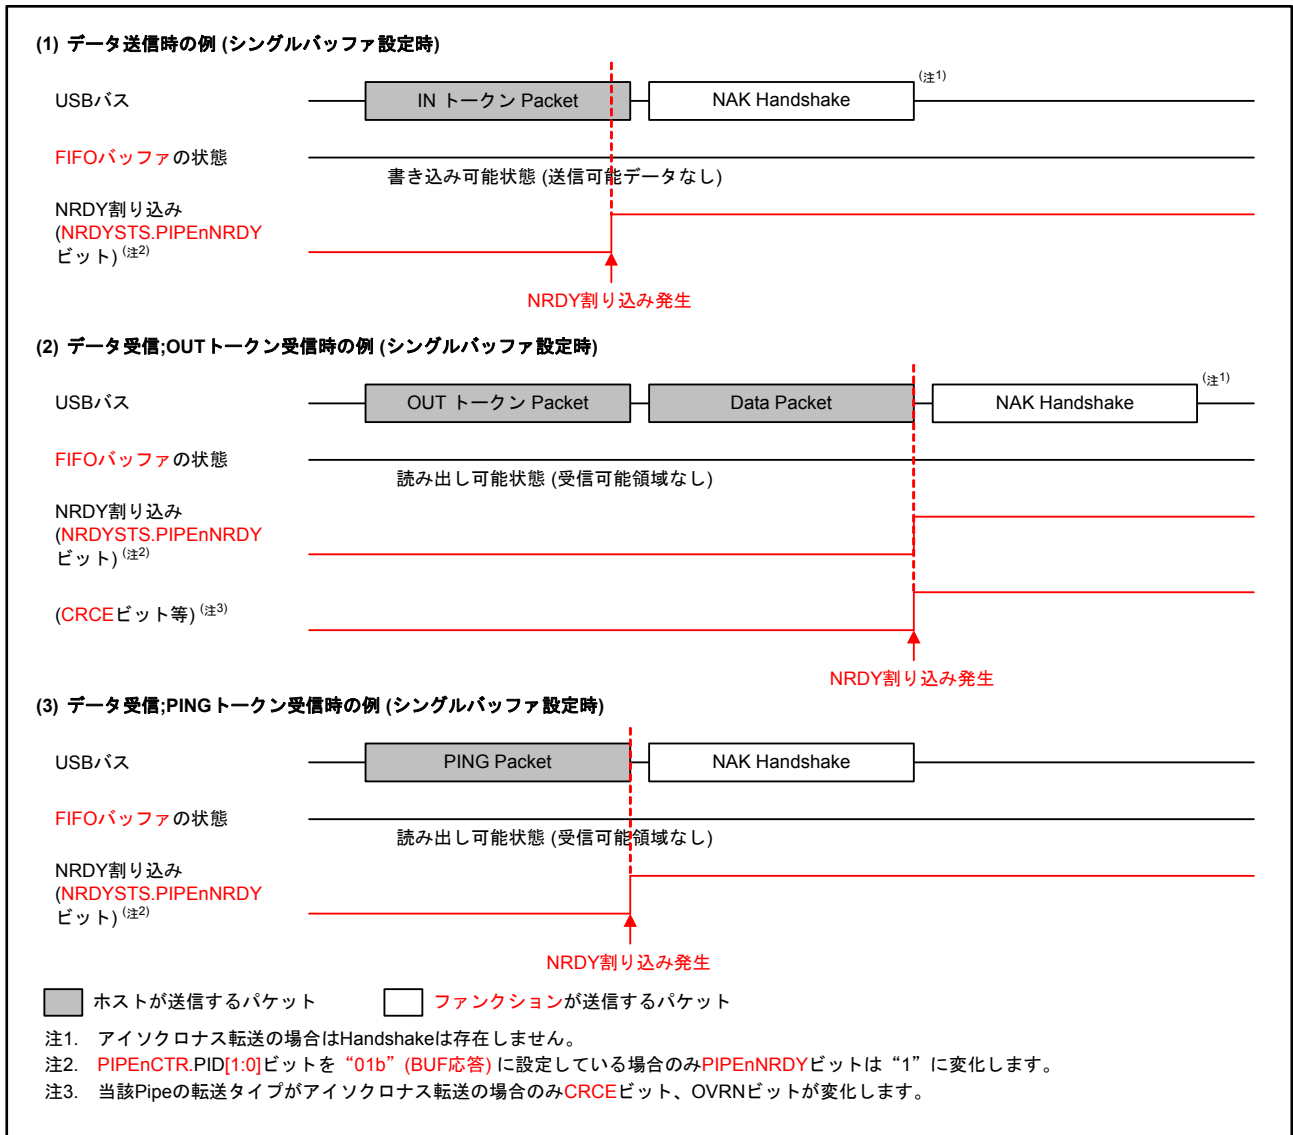 (1) データ送信時の例 (シングルバッファ設定時)
USBバス
IN トークン Packet
NAK Handshake
(注1)
FIFOバッファの状態
書き込み可能状態 (送信可能データなし)
NRDY割り込み
(NRDYSTS.PIPEnNRDY
ビット) (注2)
NRDY割り込み発生
(2) データ受信;OUTトークン受信時の例 (シングルバッファ設定時)
USBバス
OUT トークン Packet
Data Packet
NAK Handshake
(注1)
FIFOバッファの状態
読み出し可能状態 (受信可能領域なし)
NRDY割り込み
(NRDYSTS.PIPEnNRDY
ビット) (注2)
(CRCEビット等) (注3)
NRDY割り込み発生
(3) データ受信;PINGトークン受信時の例 (シングルバッファ設定時)
USBバス
PING Packet
NAK Handshake
FIFOバッファの状態
読み出し可能状態 (受信可能領域なし)
NRDY割り込み
(NRDYSTS.PIPEnNRDY
ビット) (注2)
NRDY割り込み発生
ホストが送信するパケット
ファンクションが送信するパケット
注1. アイソクロナス転送の場合はHandshakeは存在しません。
注2. PIPEnCTR.PID[1:0]ビットを“01b”(BUF応答) に設定している場合のみPIPEnNRDYビットは“1”に変化します。
注3. 当該Pipeの転送タイプがアイソクロナス転送の場合のみCRCEビット、OVRNビットが変化します。